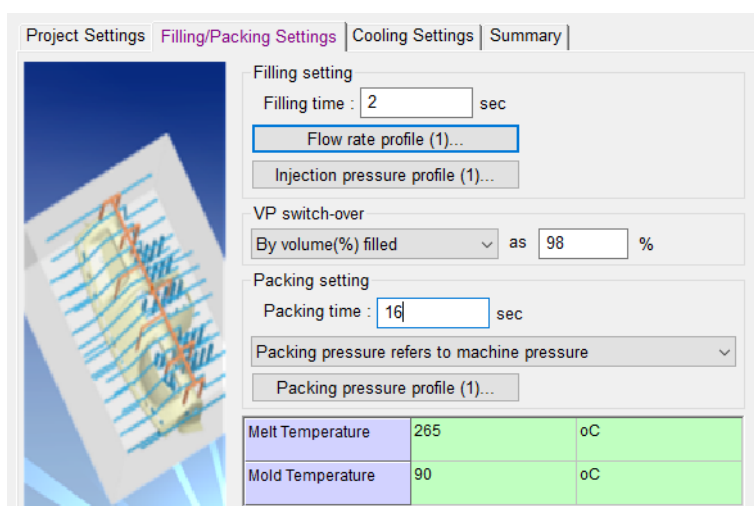 Project Settings Filling/Packing Settings Cooling Settings Summary
Filling setting
Filling time : 2 sec
Flow rate profile (1)...
Injection pressure profile (1)...
VP switch-over
By volume(%) filled as 98 %
Packing setting
Packing time : 16 sec
Packing pressure refers to machine pressure
Packing pressure profile (1)...
Melt Temperature 265 oC
Mold Temperature 90 oC